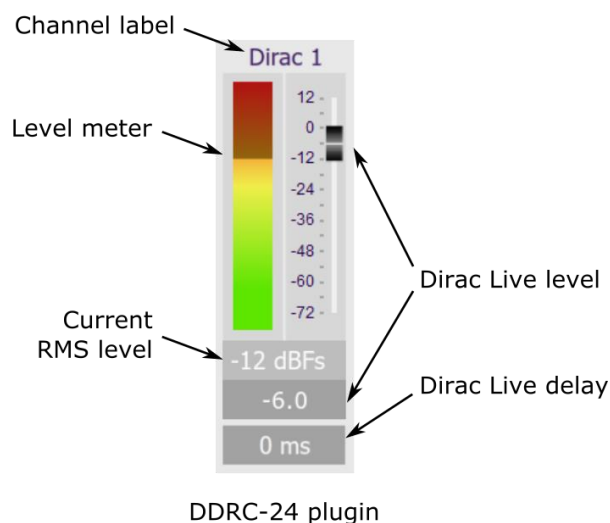 Channel label
Dirac 1
Level meter
12
0
-12
-24
-36
-48
-60
-72
Dirac Live level
Current
RMS level
-12 dBFs
-6.0
Dirac Live delay
0 ms
DDRC-24 plugin